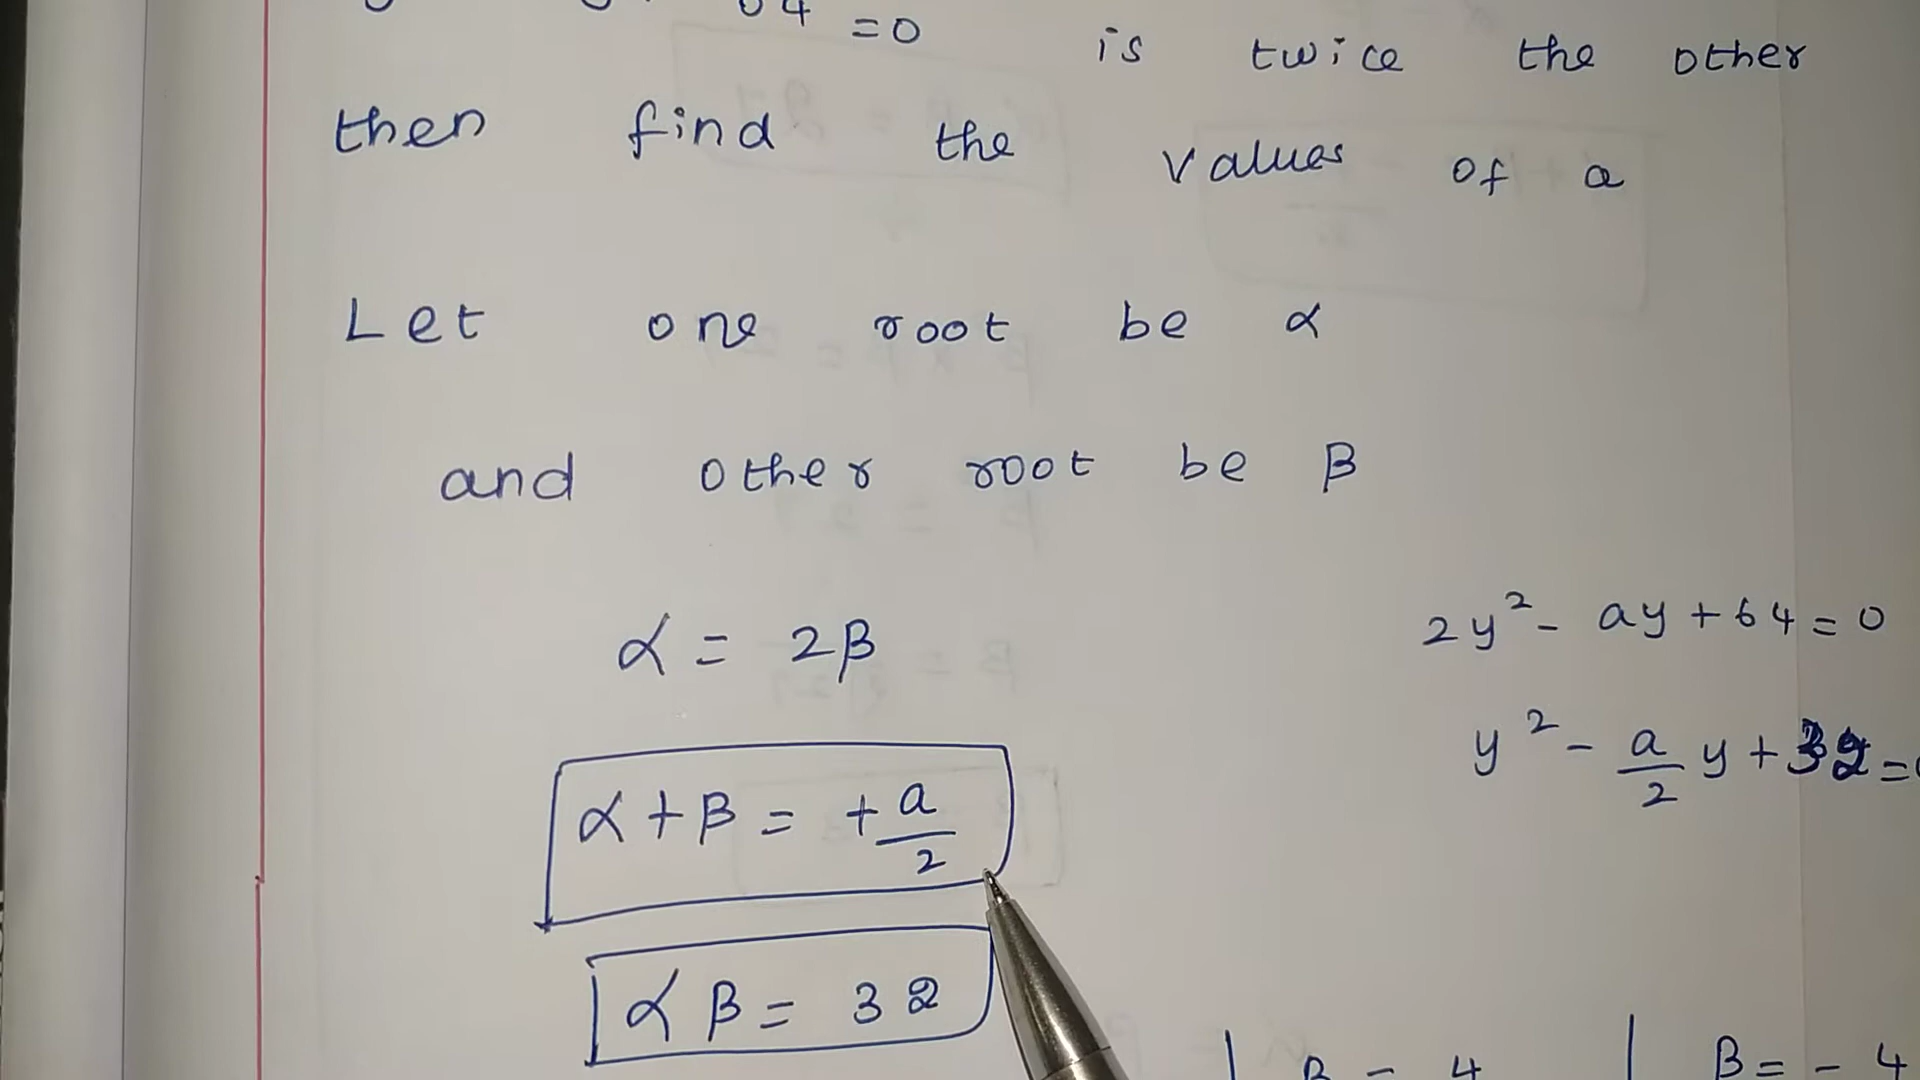 64 =0 is twice the other
then find the values of a
Let one root be α
and other root be β
α = 2β
2y² - ay + 64 = 0
y² - a/2 y + 32 =
α + β = + a/2
αβ = 32
β = 4
β = - 4